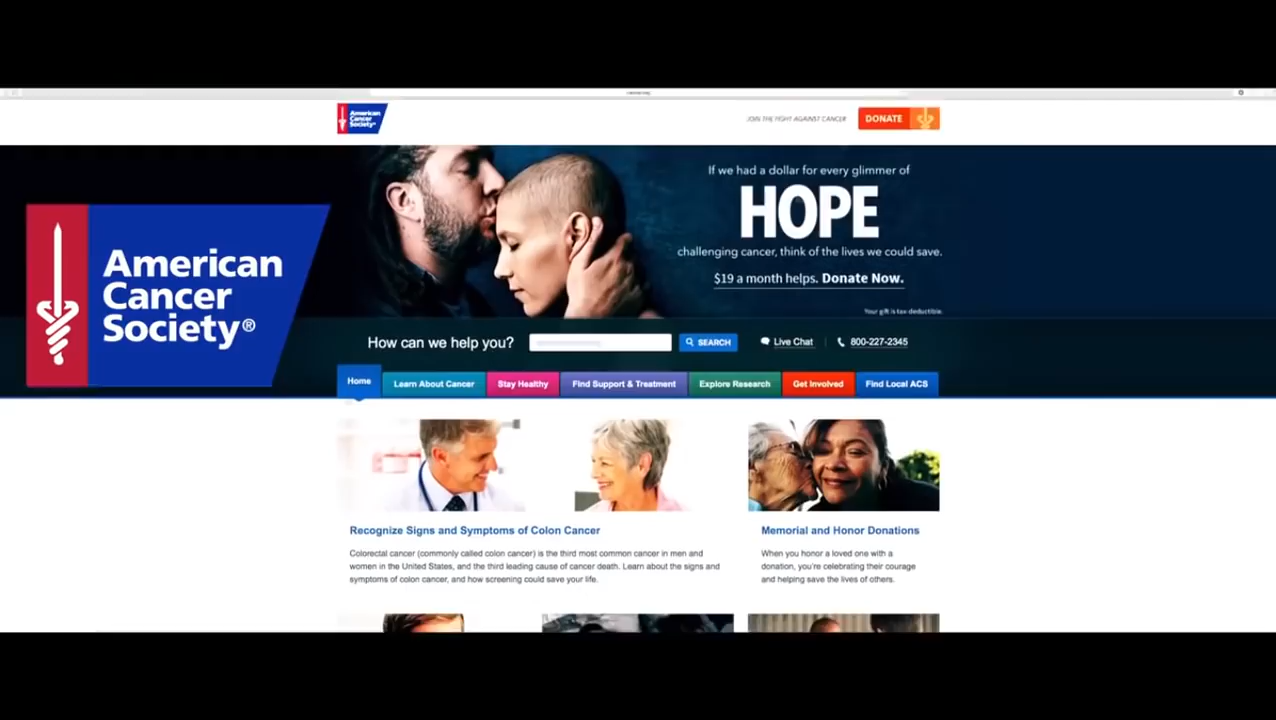 American
Cancer
Society®
JOIN THE FIGHT AGAINST CANCER
DONATE
If we had a dollar for every glimmer of
HOPE
challenging cancer, think of the lives we could save.
$19 a month helps. Donate Now.
Your gift is tax deductible.
American
Cancer
Society®
How can we help you?
SEARCH
Live Chat
800-227-2345
Home
Learn About Cancer
Stay Healthy
Find Support & Treatment
Explore Research
Get Involved
Find Local ACS
Recognize Signs and Symptoms of Colon Cancer
Colorectal cancer (commonly called colon cancer) is the third most common cancer in men and
women in the United States, and the third leading cause of cancer death. Learn about the signs and
symptoms of colon cancer, and how screening could save your life.
Memorial and Honor Donations
When you honor a loved one with a
donation, you're celebrating their courage
and helping save the lives of others.